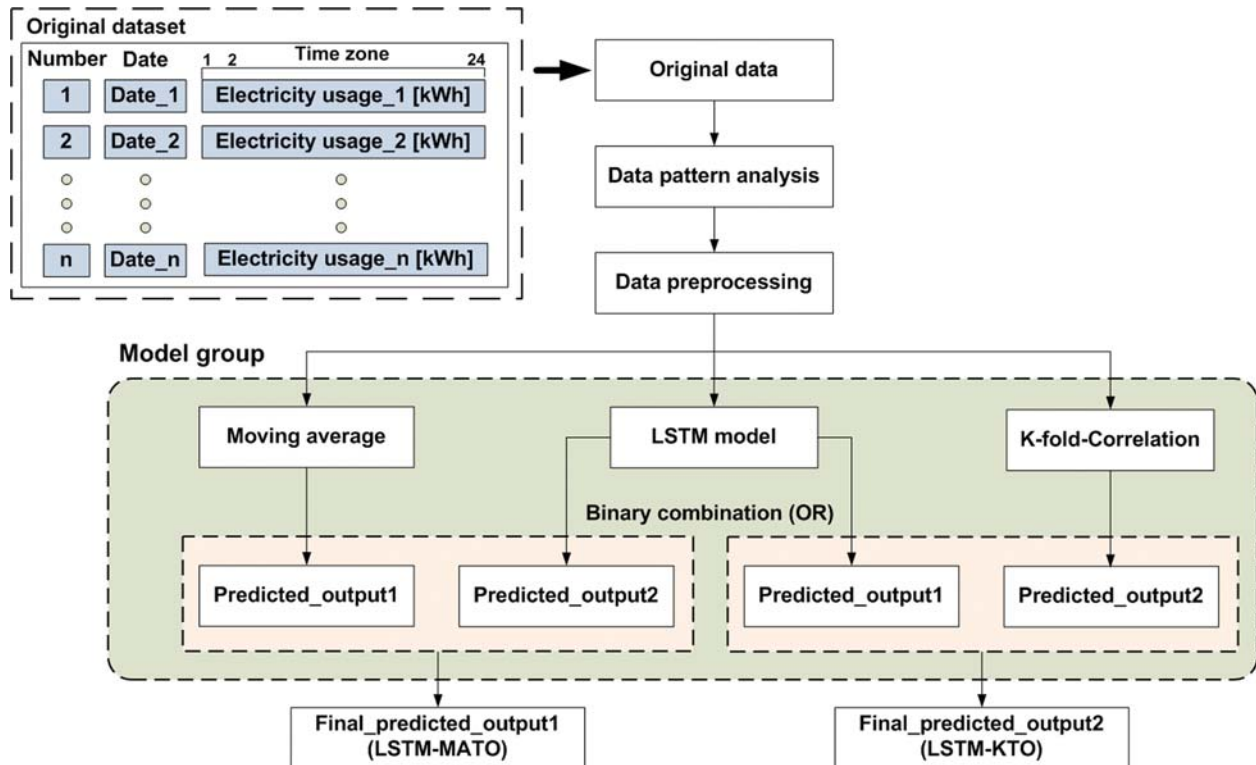 Original dataset
Number Date Time zone
1 2 24
1 Date_1 Electricity usage_1 [kWh]
2 Date_2 Electricity usage_2 [kWh]
n Date_n Electricity usage_n [kWh]
Original data
Data pattern analysis
Data preprocessing
Model group
Moving average
LSTM model
K-fold-Correlation
Binary combination (OR)
Predicted_output1
Predicted_output2
Predicted_output1
Predicted_output2
Final_predicted_output1
(LSTM-MATO)
Final_predicted_output2
(LSTM-KTO)